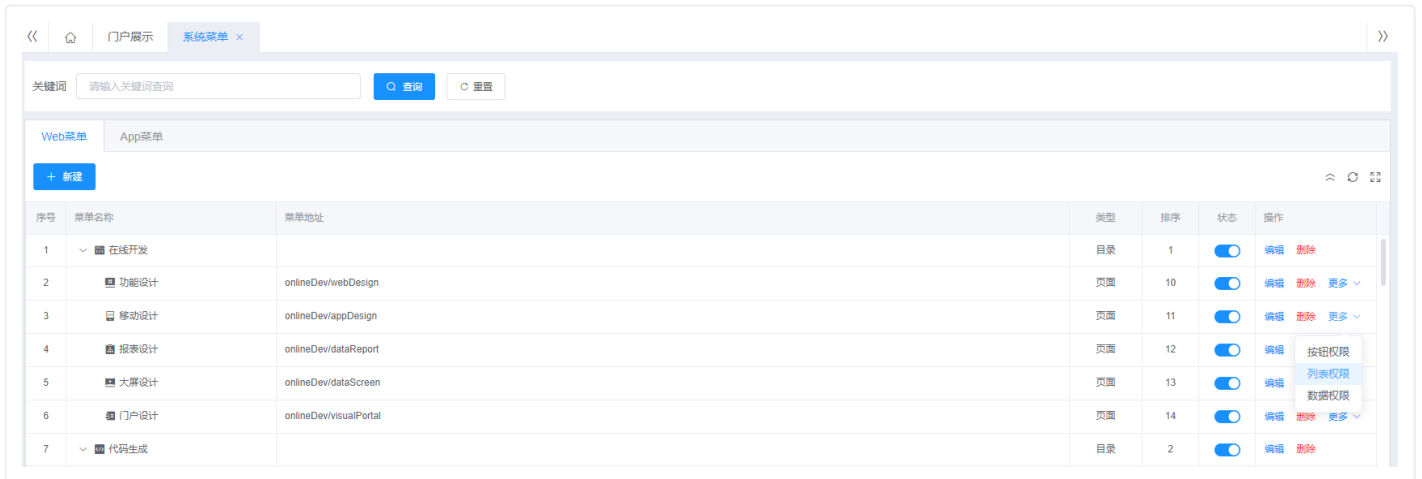 门户展示 系统菜单 ×
关键词 请输入关键词查询 查询 重置
Web菜单 App菜单
+ 新建
序号 菜单名称 菜单地址 类型 排序 状态 操作
1 在线开发 目录 1 编辑 删除
2 功能设计 onlineDev/webDesign 页面 10 编辑 删除 更多
3 移动设计 onlineDev/appDesign 页面 11 编辑 删除 更多
4 报表设计 onlineDev/dataReport 页面 12 编辑 按钮权限
列表权限
5 大屏设计 onlineDev/dataScreen 页面 13 编辑
数据权限
6 门户设计 onlineDev/visualPortal 页面 14 编辑 删除 更多
7 代码生成 目录 2 编辑 删除